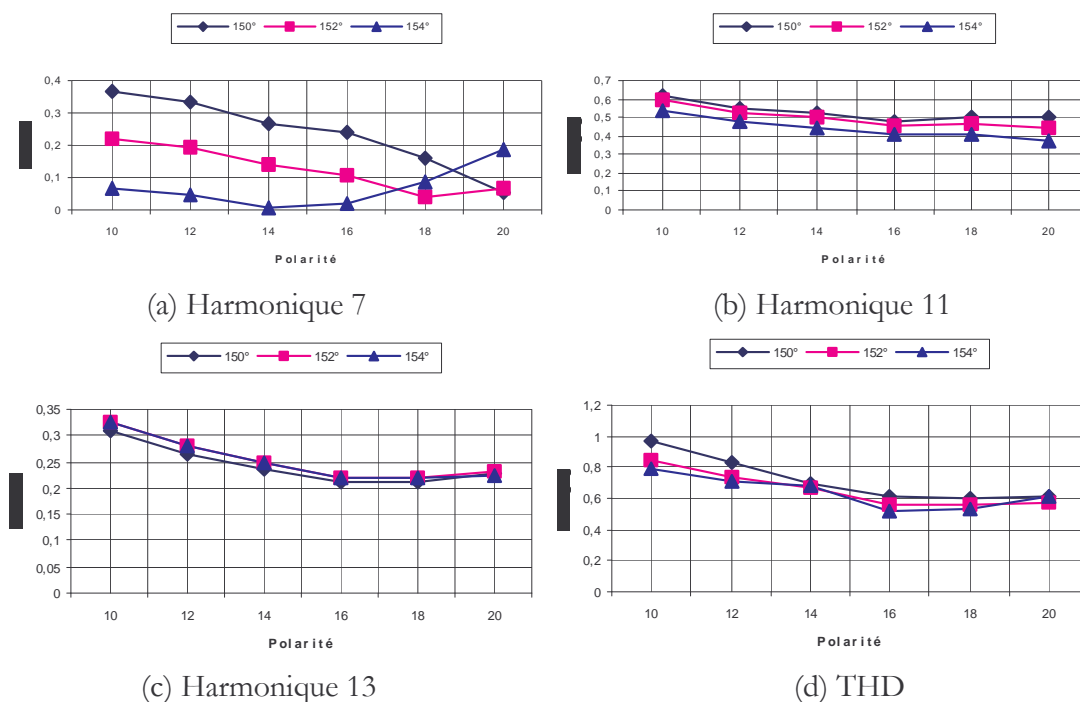 150° 152° 154°
0,4
0,3
0,2
0,1
0
10 12 14 16 18 20
Polarité
(a) Harmonique 7
150° 152° 154°
0,7
0,6
0,5
0,4
0,3
0,2
0,1
0
10 12 14 16 18 20
Polarité
(b) Harmonique 11
150° 152° 154°
0,35
0,3
0,25
0,2
0,15
0,1
0,05
0
10 12 14 16 18 20
Polarité
(c) Harmonique 13
150° 152° 154°
1,2
1
0,8
0,6
0,4
0,2
0
10 12 14 16 18 20
Polarité
(d) THD